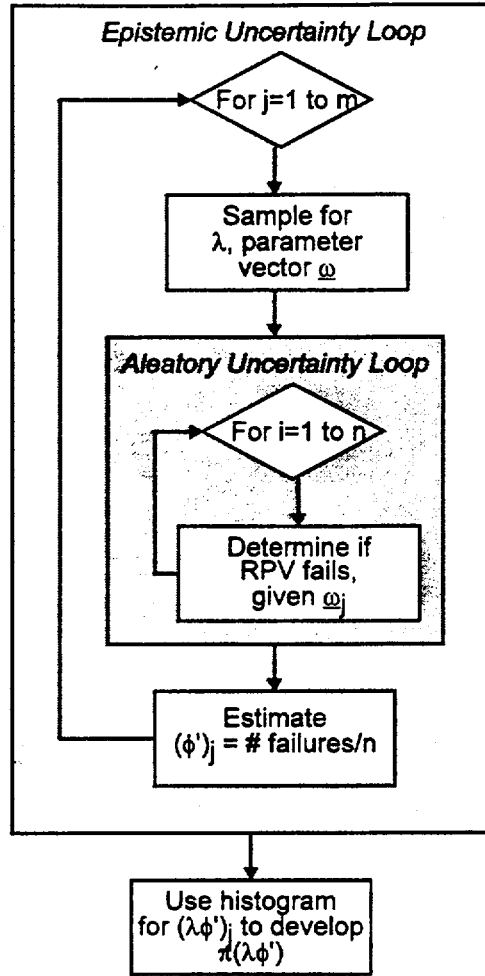 Epistemic Uncertainty Loop
For j=1 to m
Sample for
λ, parameter
vector ω
Aleatory Uncertainty Loop
For i=1 to n
Determine if
RPV fails,
given ωj
Estimate
(ϕ')j = # failures/n
Use histogram
for (λϕ')j to develop
π(λϕ')